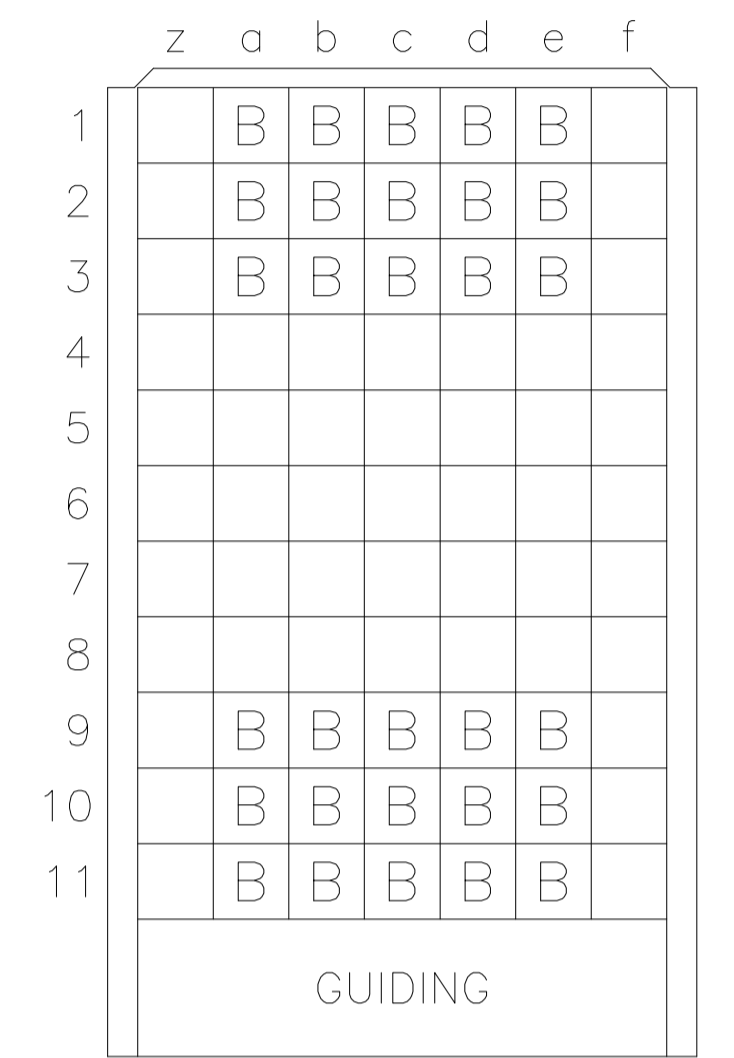 z a b c d e f
1 B B B B B
2 B B B B B
3 B B B B B
4
5
6
7
8
9 B B B B B
10 B B B B B
11 B B B B B
GUIDING